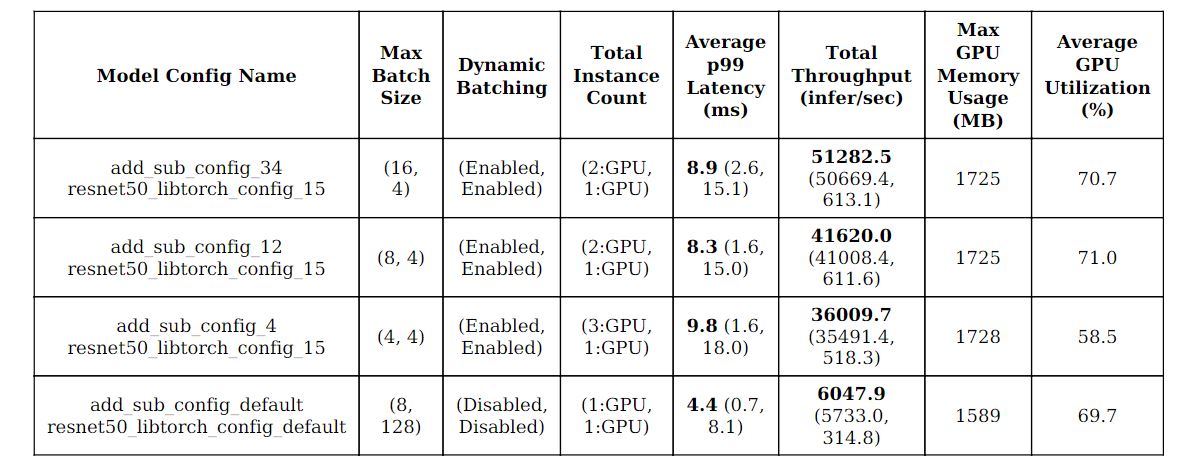 Model Config Name
Max
Batch
Size
Dynamic
Batching
Total
Instance
Count
Average
p99
Latency
(ms)
Total
Throughput
(infer/sec)
Max
GPU
Memory
Usage
(MB)
Average
GPU
Utilization
(%)
add_sub_config_34
resnet50_libtorch_config_15
(16,
4)
(Enabled,
Enabled)
(2:GPU,
1:GPU)
8.9 (2.6,
15.1)
51282.5
(50669.4,
613.1)
1725
70.7
add_sub_config_12
resnet50_libtorch_config_15
(8, 4)
(Enabled,
Enabled)
(2:GPU,
1:GPU)
8.3 (1.6,
15.0)
41620.0
(41008.4,
611.6)
1725
71.0
add_sub_config_4
resnet50_libtorch_config_15
(4, 4)
(Enabled,
Enabled)
(3:GPU,
1:GPU)
9.8 (1.6,
18.0)
36009.7
(35491.4,
518.3)
1728
58.5
add_sub_config_default
resnet50_libtorch_config_default
(8,
128)
(Disabled,
Disabled)
(1:GPU,
1:GPU)
4.4 (0.7,
8.1)
6047.9
(5733.0,
314.8)
1589
69.7